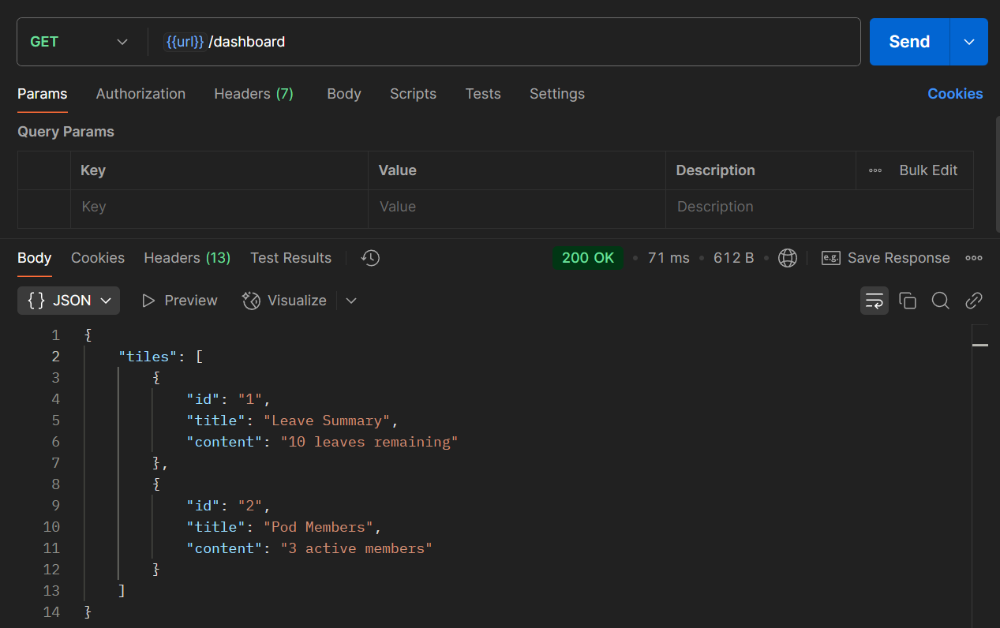 GET {{url}}/dashboard Send
Params Authorization Headers (7) Body Scripts Tests Settings Cookies
Query Params
Key Value Description Bulk Edit
Key Value Description
Body Cookies Headers (13) Test Results 200 OK • 71 ms • 612 B • e.g. Save Response
{} JSON Preview Visualize
1 {
2 "tiles": [
3 {
4 "id": "1",
5 "title": "Leave Summary",
6 "content": "10 leaves remaining"
7 },
8 {
9 "id": "2",
10 "title": "Pod Members",
11 "content": "3 active members"
12 }
13 ]
14 }